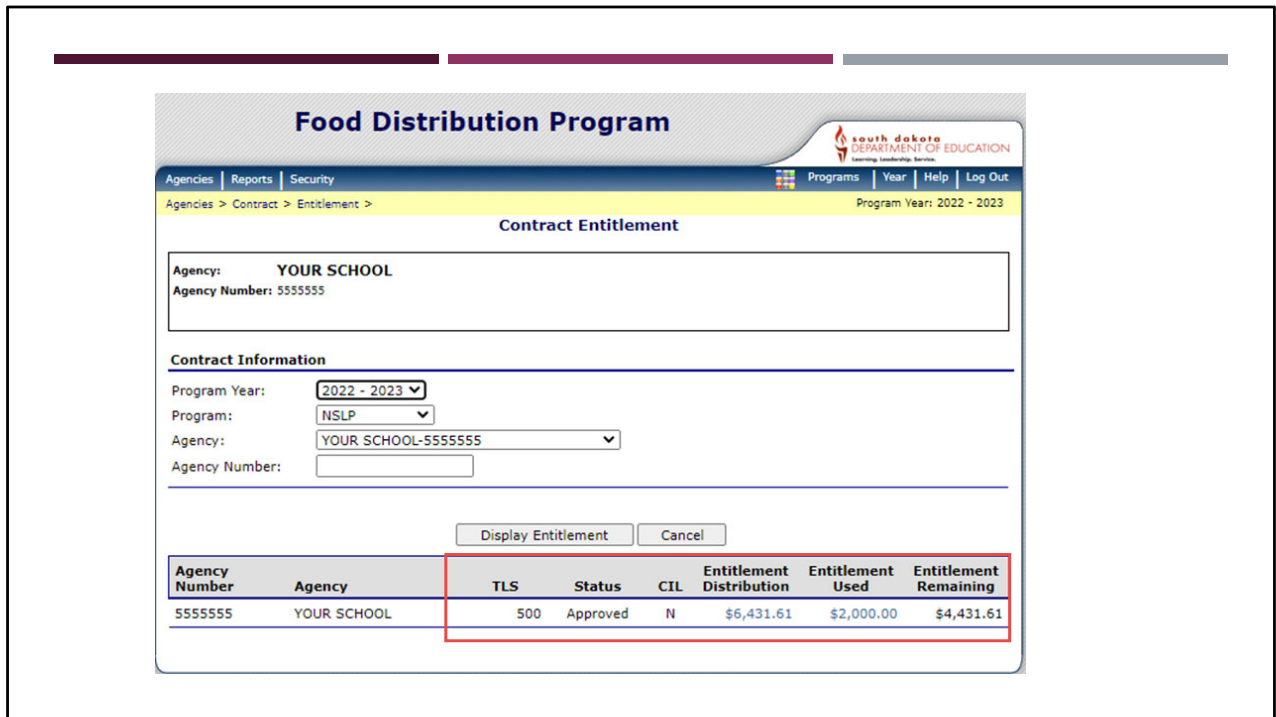 Food Distribution Program
south dakota
DEPARTMENT OF EDUCATION
Learning. Leadership. Service.
Agencies | Reports | Security
Programs | Year | Help | Log Out
Agencies > Contract > Entitlement >
Program Year: 2022 - 2023
Contract Entitlement
Agency: YOUR SCHOOL
Agency Number: 5555555
Contract Information
Program Year: 2022 - 2023
Program: NSLP
Agency: YOUR SCHOOL-5555555
Agency Number:
Display Entitlement Cancel
Agency Number Agency TLS Status CIL Entitlement Distribution Entitlement Used Entitlement Remaining
5555555 YOUR SCHOOL 500 Approved N $6,431.61 $2,000.00 $4,431.61